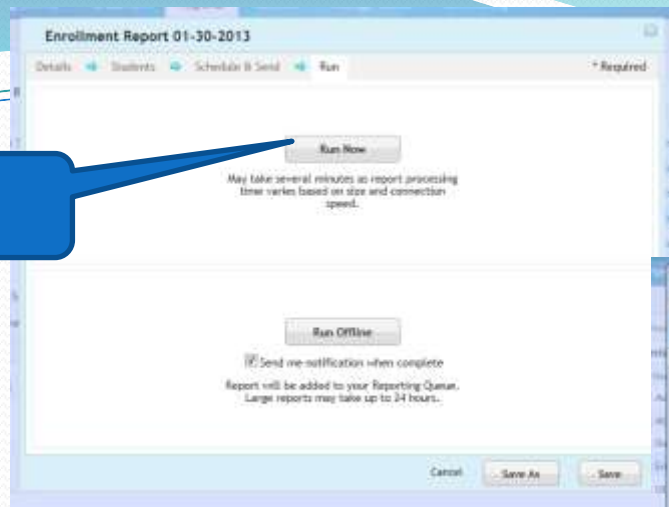 Enrollment Report 01-30-2013
Details Students Schedule & Send Run * Required
Run Now
May take several minutes as report processing
time varies based on size and connection
speed.
Run Offline
Send me notification when complete
Report will be added to your Reporting Queue.
Large reports may take up to 24 hours.
Cancel Save As Save